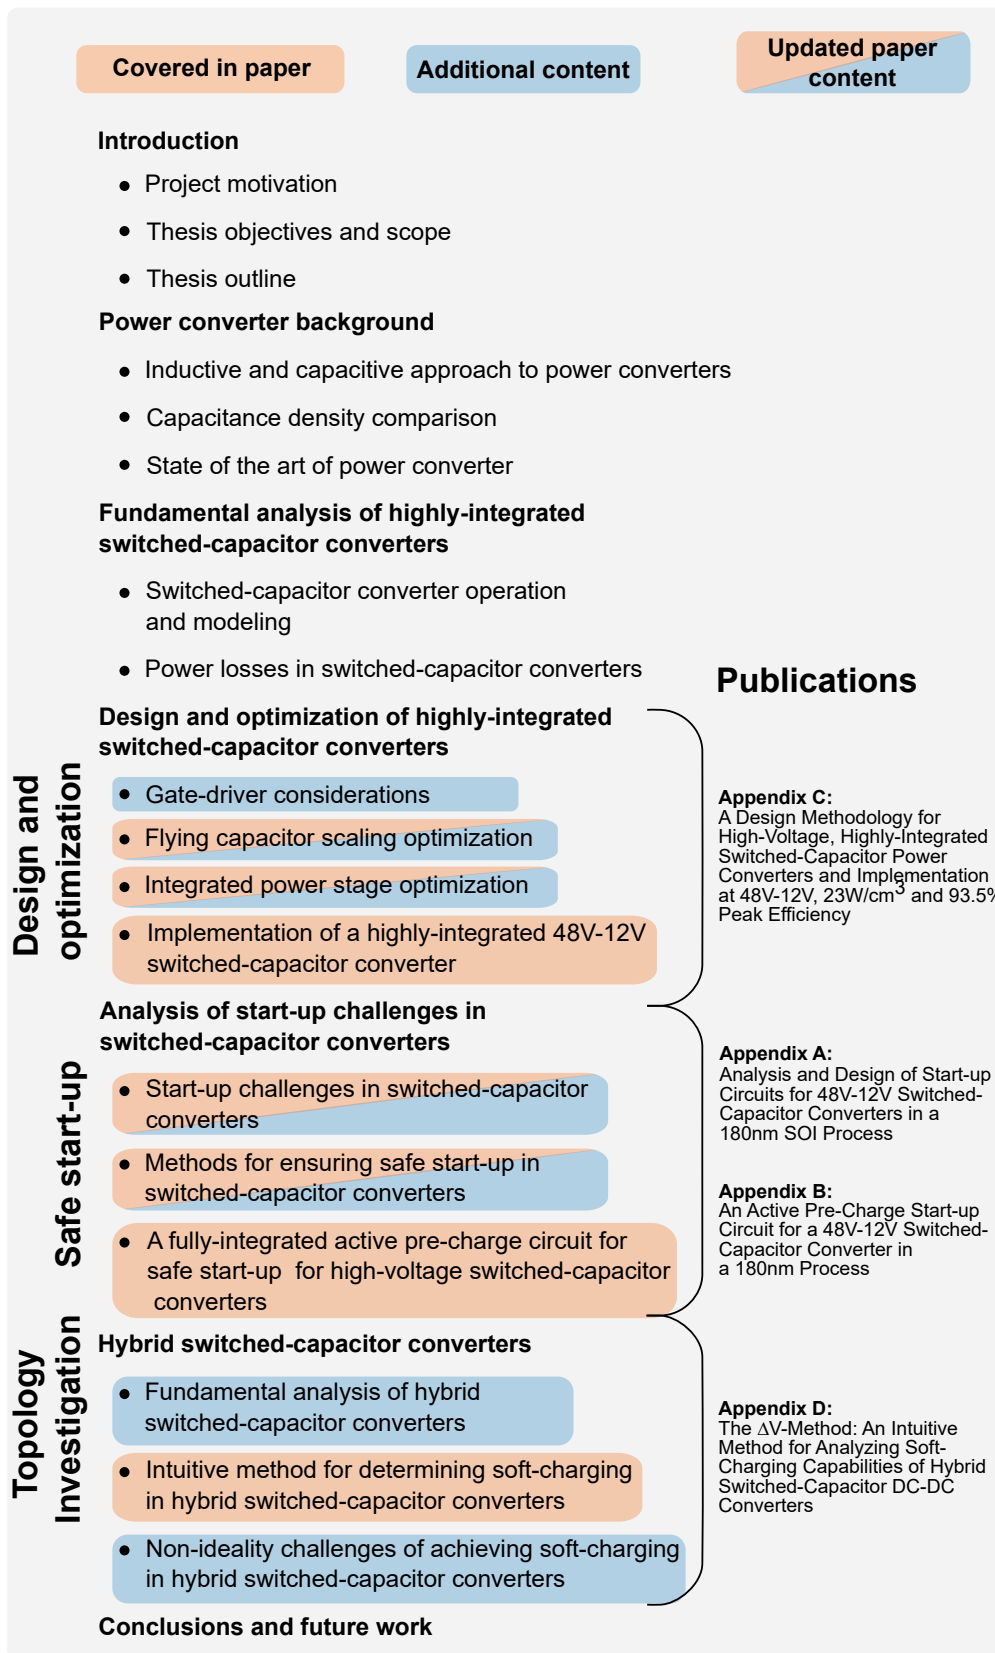 Covered in paper
Additional content
Updated paper
content
Introduction
• Project motivation
• Thesis objectives and scope
• Thesis outline
Power converter background
• Inductive and capacitive approach to power converters
• Capacitance density comparison
• State of the art of power converter
Fundamental analysis of highly-integrated
switched-capacitor converters
• Switched-capacitor converter operation
and modeling
• Power losses in switched-capacitor converters
Publications
Design and
optimization
Design and optimization of highly-integrated
switched-capacitor converters
• Gate-driver considerations
• Flying capacitor scaling optimization
• Integrated power stage optimization
• Implementation of a highly-integrated 48V-12V
switched-capacitor converter
Appendix C:
A Design Methodology for
High-Voltage, Highly-Integrated
Switched-Capacitor Power
Converters and Implementation
at 48V-12V, 23W/cm³ and 93.5%
Peak Efficiency
Safe start-up
Analysis of start-up challenges in
switched-capacitor converters
• Start-up challenges in switched-capacitor
converters
• Methods for ensuring safe start-up in
switched-capacitor converters
• A fully-integrated active pre-charge circuit for
safe start-up for high-voltage switched-capacitor
converters
Appendix A:
Analysis and Design of Start-up
Circuits for 48V-12V Switched-
Capacitor Converters in a
180nm SOI Process
Appendix B:
An Active Pre-Charge Start-up
Circuit for a 48V-12V Switched-
Capacitor Converter in
a 180nm Process
Topology
Investigation
Hybrid switched-capacitor converters
• Fundamental analysis of hybrid
switched-capacitor converters
• Intuitive method for determining soft-charging
in hybrid switched-capacitor converters
• Non-ideality challenges of achieving soft-charging
in hybrid switched-capacitor converters
Appendix D:
The ΔV-Method: An Intuitive
Method for Analyzing Soft-
Charging Capabilities of Hybrid
Switched-Capacitor DC-DC
Converters
Conclusions and future work